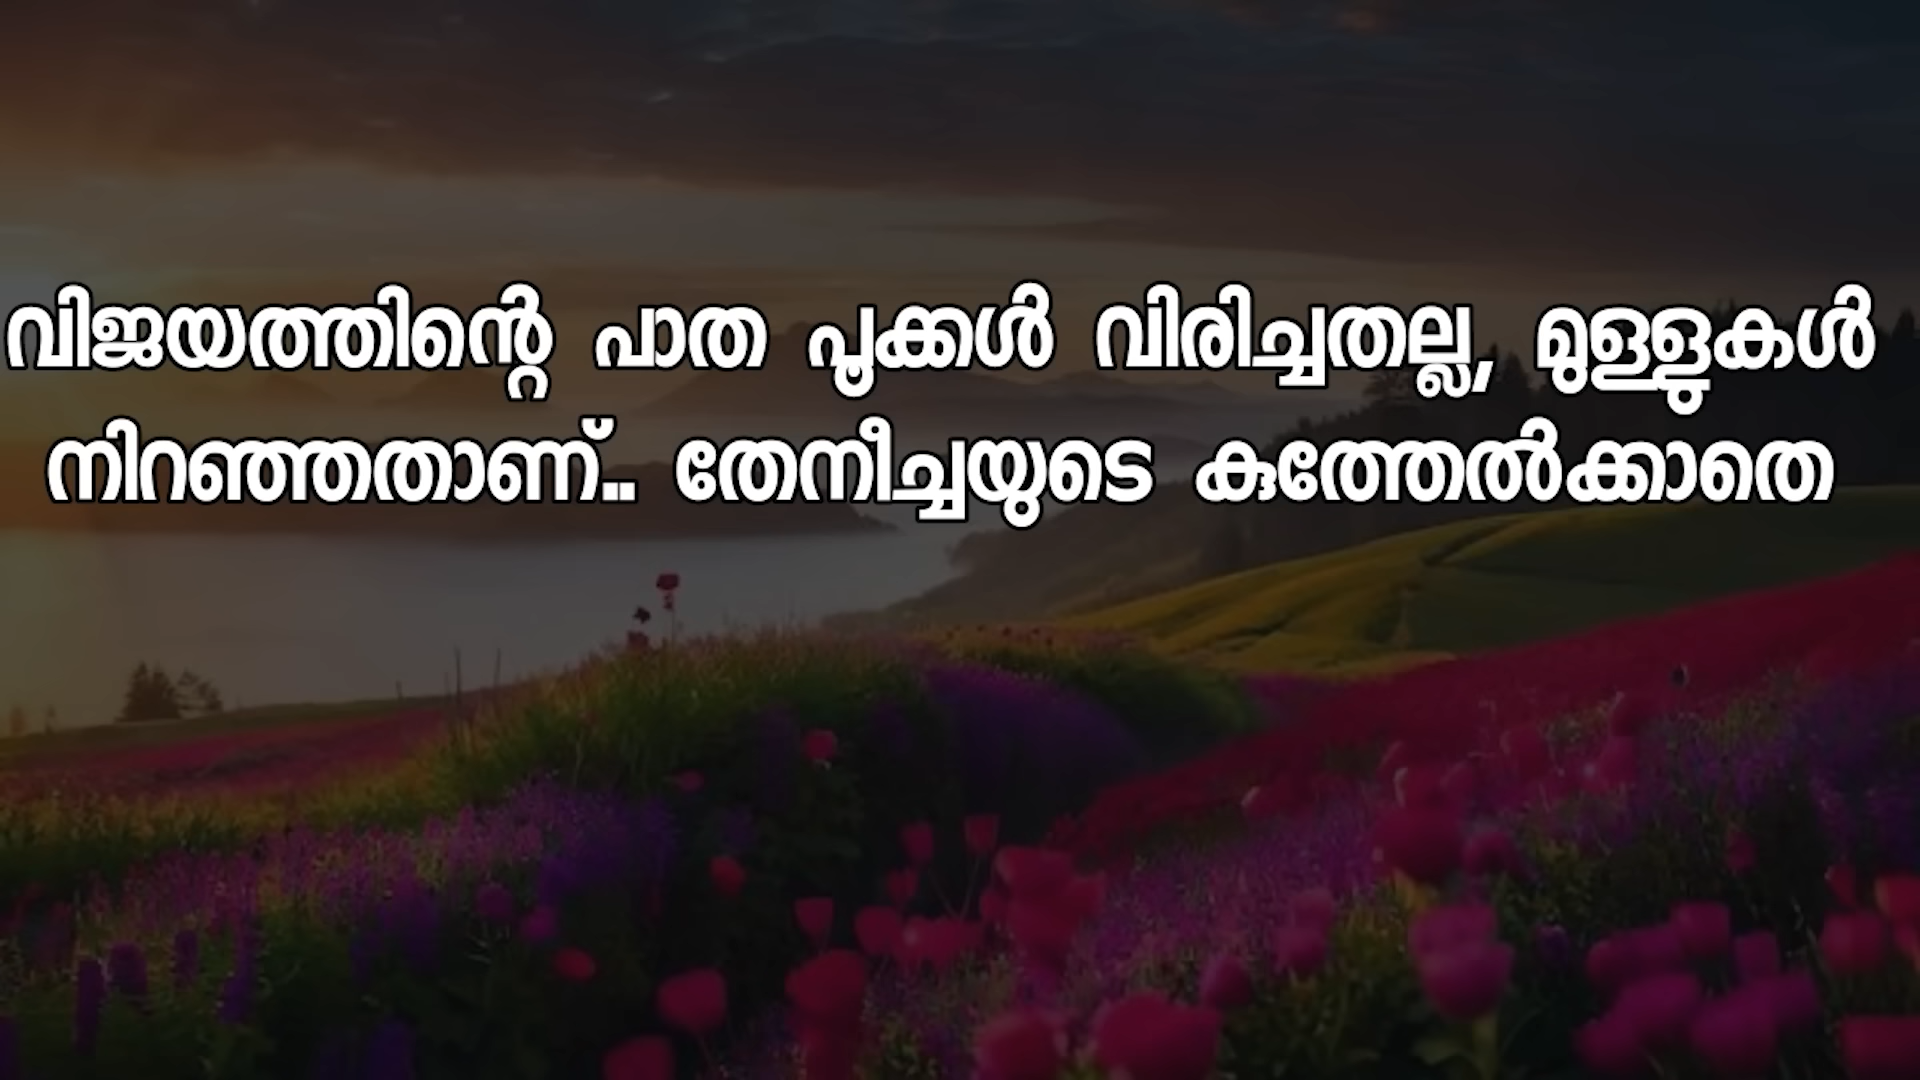 വിജയത്തിന്റെ പാത പൂക്കൾ വിരിച്ചതല്ല, മുള്ളുകൾ
നിറഞ്ഞതാണ്.. തേനീച്ചയുടെ കുത്തേൽക്കാതെ